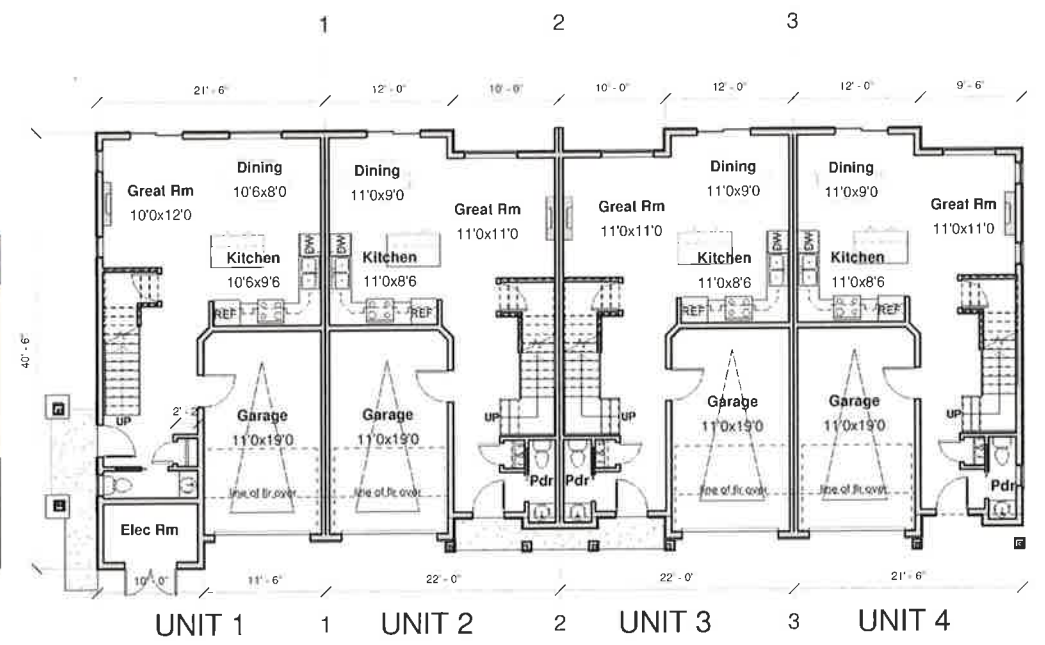 1
2
3
21' - 6"
12' - 0"
10' - 0"
10' - 0"
12' - 0"
12' - 0"
9' - 6"
Dining
10'6x8'0
Great Rm
10'0x12'0
Dining
11'0x9'0
Great Rm
11'0x11'0
Great Rm
11'0x11'0
Dining
11'0x9'0
Dining
11'0x9'0
Great Rm
11'0x11'0
DW
DW
DW
DW
Kitchen
10'6x9'6
Kitchen
11'0x8'6
Kitchen
11'0x8'6
Kitchen
11'0x8'6
REF
REF
REF
REF
40' - 6"
2' - 2"
UP
UP
UP
UP
Garage
11'0x19'0
Garage
11'0x19'0
Garage
11'0x19'0
Garage
11'0x19'0
Pdr
Pdr
Pdr
line of flr over
line of flr over
line of flr over
line of flr over
Elec Rm
10' - 0"
11' - 6"
22' - 0"
22' - 0"
21' - 6"
UNIT 1
1
UNIT 2
2
UNIT 3
3
UNIT 4